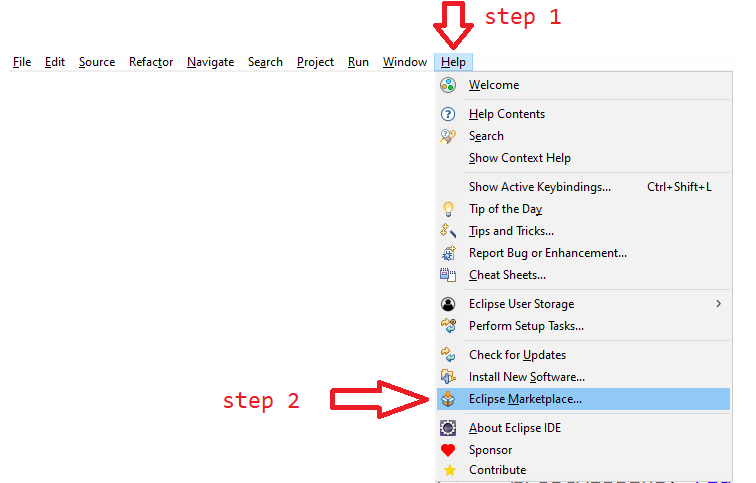 step 1
File Edit Source Refactor Navigate Search Project Run Window Help
Welcome
Help Contents
Search
Show Context Help
Show Active Keybindings... Ctrl+Shift+L
Tip of the Day
Tips and Tricks...
Report Bug or Enhancement...
Cheat Sheets...
Eclipse User Storage
Perform Setup Tasks...
Check for Updates
Install New Software...
step 2 Eclipse Marketplace...
About Eclipse IDE
Sponsor
Contribute